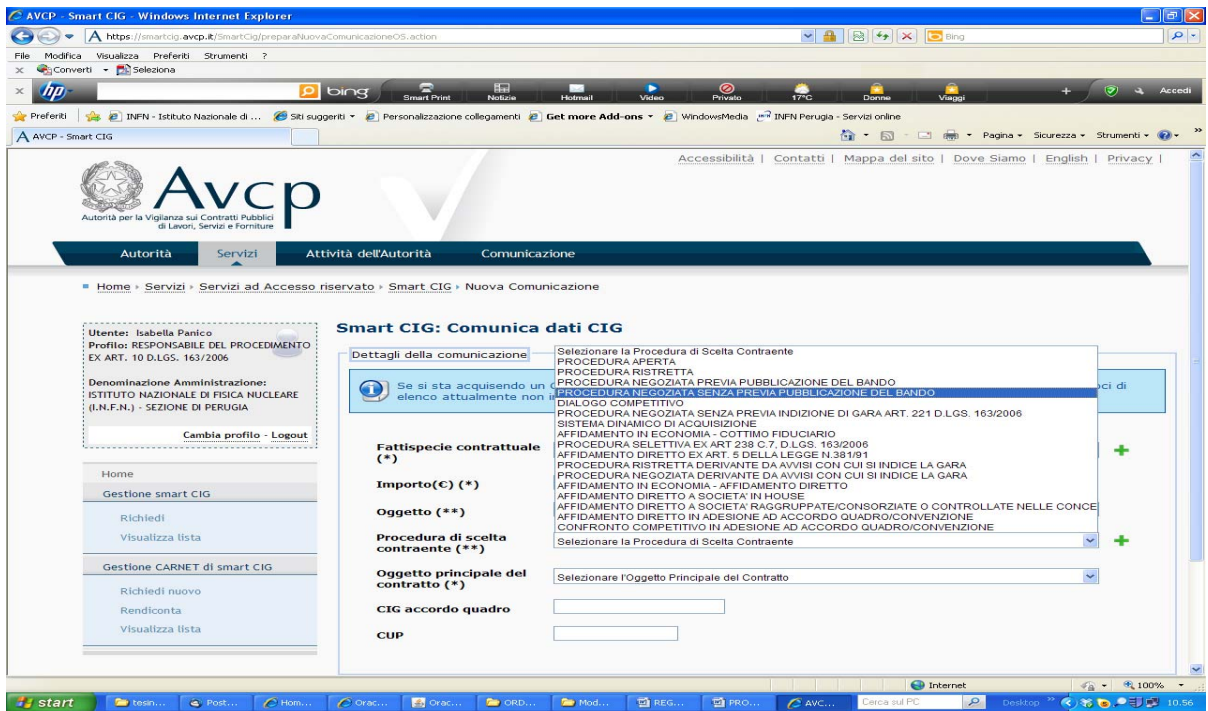 AVCP - Smart CIG - Windows Internet Explorer
https://smartcig.avcp.it/SmartCig/preparaNuovaComunicazioneOS.action
Bing
File Modifica Visualizza Preferiti Strumenti ?
Converti Seleziona
hp bing Smart Print Notizie Hotmail Video Privato 17°C Donne Viaggi Accedi
Preferiti INFN - Istituto Nazionale di ... Siti suggeriti Personalizzazione collegamenti Get more Add-ons WindowsMedia INFN Perugia - Servizi online
AVCP - Smart CIG
Pagina Sicurezza Strumenti
Accessibilità | Contatti | Mappa del sito | Dove Siamo | English | Privacy |
Avcp
Autorità per la Vigilanza sui Contratti Pubblici
di Lavori, Servizi e Forniture
Autorità Servizi Attività dell'Autorità Comunicazione
Home › Servizi › Servizi ad Accesso riservato › Smart CIG › Nuova Comunicazione
Utente: Isabella Panico
Profilo: RESPONSABILE DEL PROCEDIMENTO
EX ART. 10 D.LGS. 163/2006
Denominazione Amministrazione:
ISTITUTO NAZIONALE DI FISICA NUCLEARE
(I.N.F.N.) - SEZIONE DI PERUGIA
Cambia profilo - Logout
Home
Gestione smart CIG
Richiedi
Visualizza lista
Gestione CARNET di smart CIG
Richiedi nuovo
Rendiconta
Visualizza lista
Smart CIG: Comunica dati CIG
Dettagli della comunicazione
Se si sta acquisendo un
elenco attualmente non
oci di
Selezionare la Procedura di Scelta Contraente
PROCEDURA APERTA
PROCEDURA RISTRETTA
PROCEDURA NEGOZIATA PREVIA PUBBLICAZIONE DEL BANDO
PROCEDURA NEGOZIATA SENZA PREVIA PUBBLICAZIONE DEL BANDO
DIALOGO COMPETITIVO
PROCEDURA NEGOZIATA SENZA PREVIA INDIZIONE DI GARA ART. 221 D.LGS. 163/2006
SISTEMA DINAMICO DI ACQUISIZIONE
AFFIDAMENTO IN ECONOMIA - COTTIMO FIDUCIARIO
PROCEDURA SELETTIVA EX ART 238 C.7, D.LGS. 163/2006
AFFIDAMENTO DIRETTO EX ART. 5 DELLA LEGGE N.381/91
PROCEDURA RISTRETTA DERIVANTE DA AVVISI CON CUI SI INDICE LA GARA
PROCEDURA NEGOZIATA DERIVANTE DA AVVISI CON CUI SI INDICE LA GARA
AFFIDAMENTO IN ECONOMIA - AFFIDAMENTO DIRETTO
AFFIDAMENTO DIRETTO A SOCIETA' IN HOUSE
AFFIDAMENTO DIRETTO A SOCIETA' RAGGRUPPATE/CONSORZIATE O CONTROLLATE NELLE CONCE
AFFIDAMENTO DIRETTO IN ADESIONE AD ACCORDO QUADRO/CONVENZIONE
CONFRONTO COMPETITIVO IN ADESIONE AD ACCORDO QUADRO/CONVENZIONE
Fattispecie contrattuale
(*)
Importo(€) (*)
Oggetto (**)
Procedura di scelta
contraente (**)
Selezionare la Procedura di Scelta Contraente
Oggetto principale del
contratto (*)
Selezionare l'Oggetto Principale del Contratto
CIG accordo quadro
CUP
Internet 100%
start tesin... Post... Hom... Orac... Orac... ORD... Mod... REG... PRO... AVC... Cerca sul PC Desktop 10.56